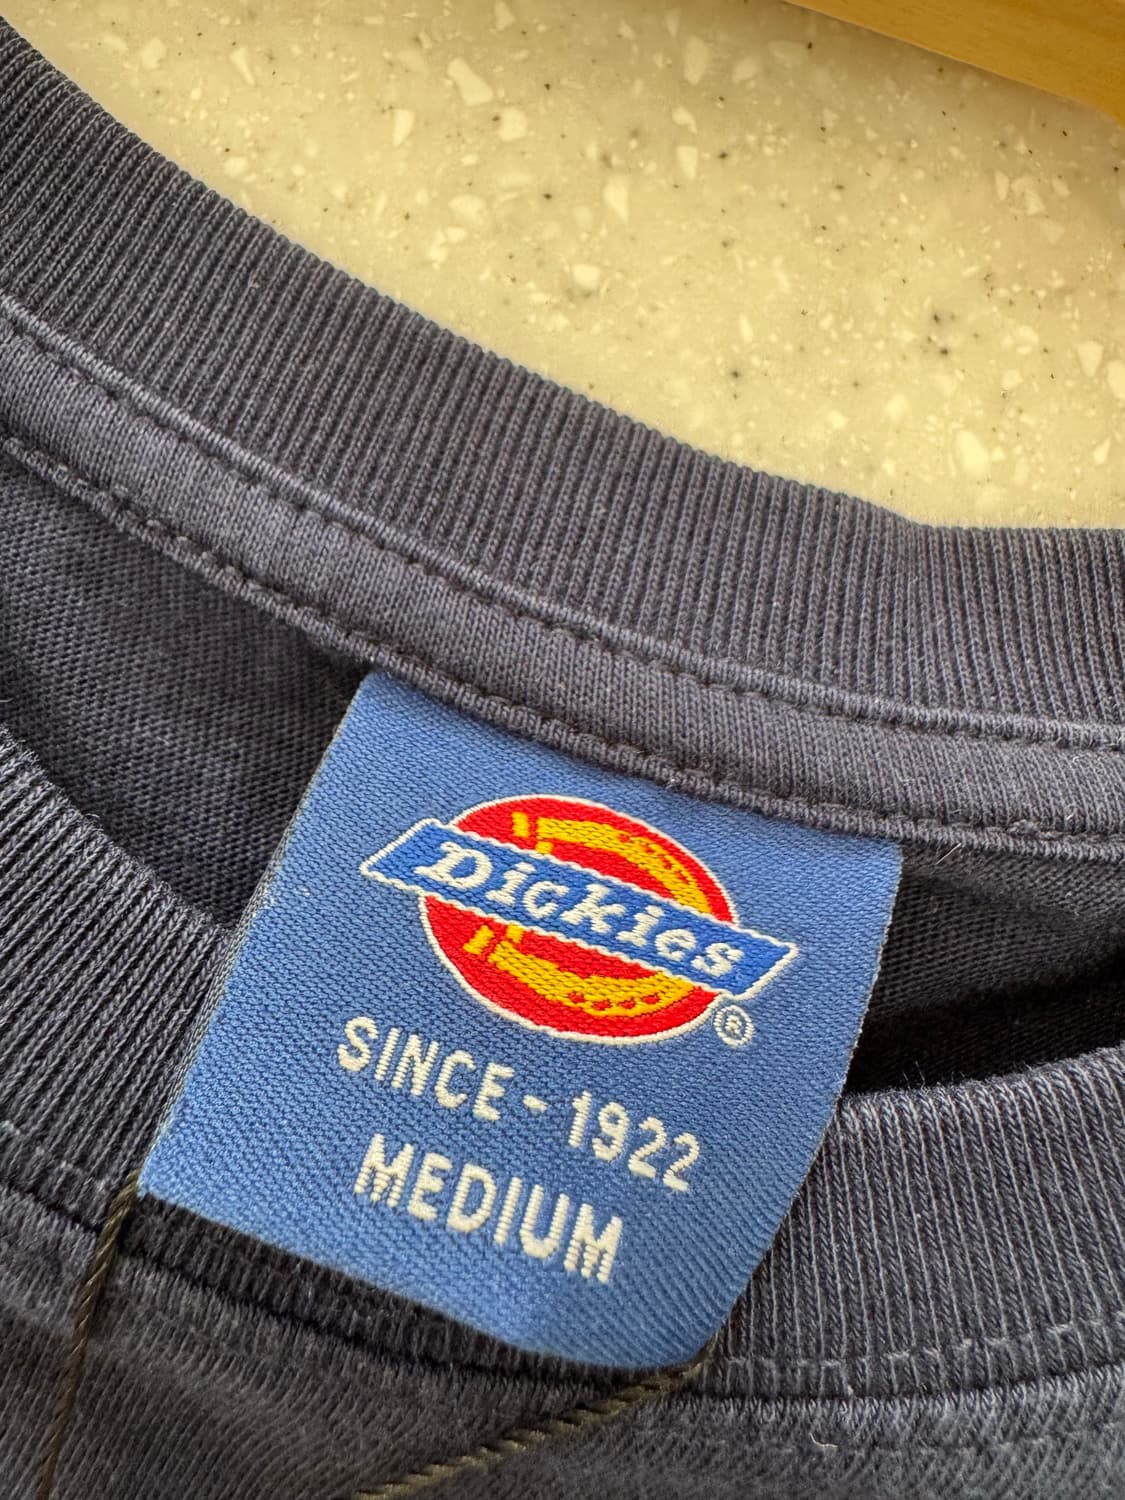 Dickies
®
SINCE - 1922
MEDIUM